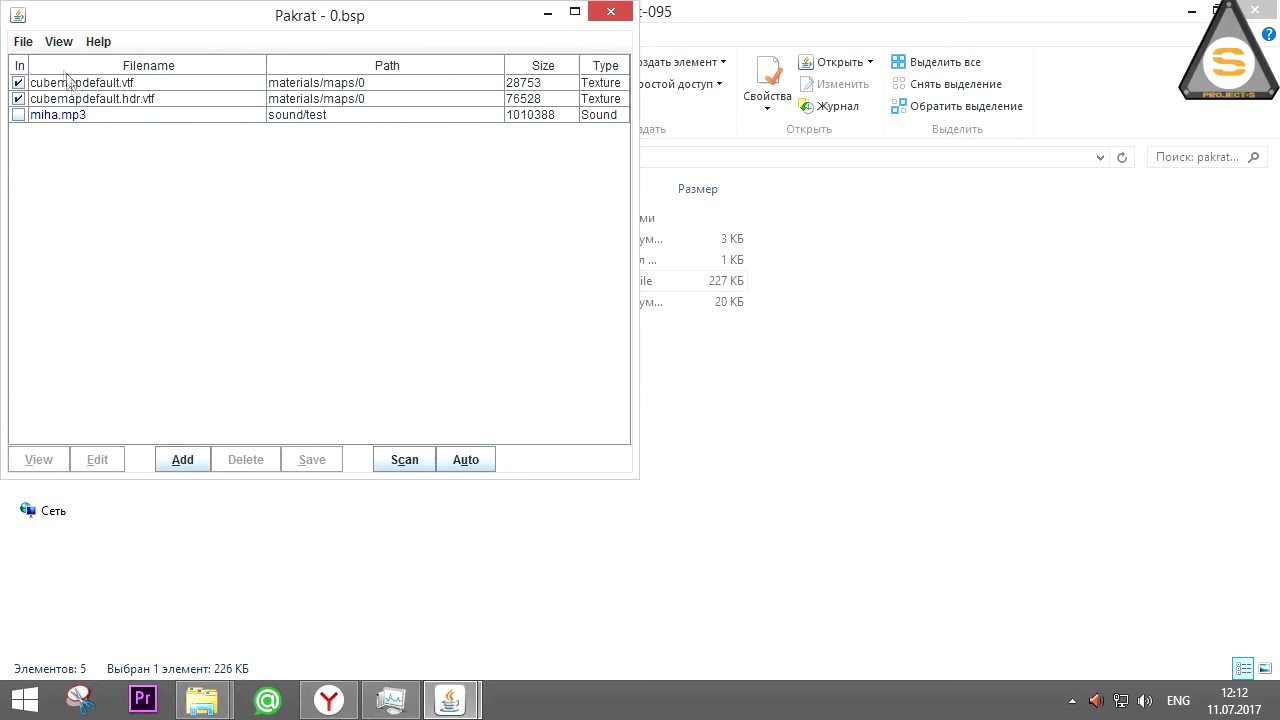 Pakrat - 0.bsp
t-095
File View Help
In Filename Path Size Type
cubemapdefault.vtf materials/maps/0 28753 Texture
cubemapdefault.hdr.vtf materials/maps/0 76528 Texture
miha.mp3 sound/test 1010388 Sound
View Edit Add Delete Save Scan Auto
оздать элемент
ростой доступ
здать
Свойства
Открыть
Изменить
Журнал
Открыть
Выделить все
Снять выделение
Обратить выделение
Выделить
S
PROJECT-S
Поиск: pakrat...
Размер
ми
ум... 3 КБ
л ... 1 КБ
ile 227 КБ
ум... 20 КБ
Сеть
Элементов: 5 Выбран 1 элемент: 226 КБ
Pr
ENG
12:12
11.07.2017